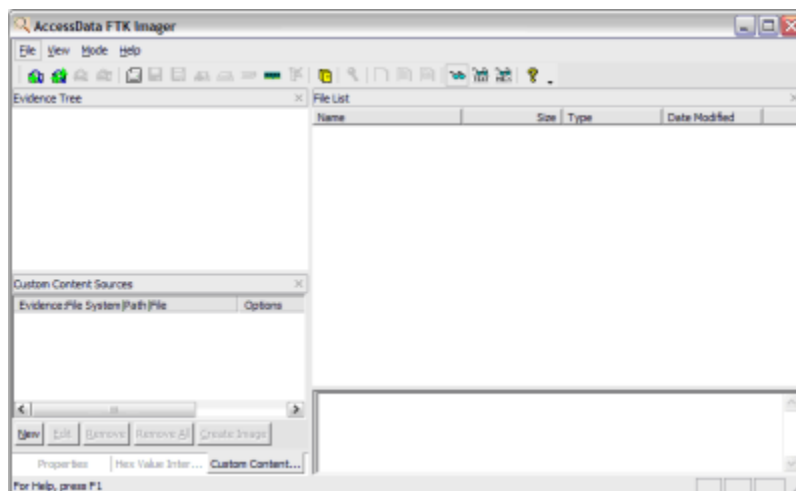 AccessData FTK Imager
File View Mode Help
Evidence Tree
File List
Name Size Type Date Modified
Custom Content Sources
Evidence:File System|Path|File Options
New Edit Remove Remove All Create Image
Properties Hex Value Inter... Custom Content...
For Help, press F1